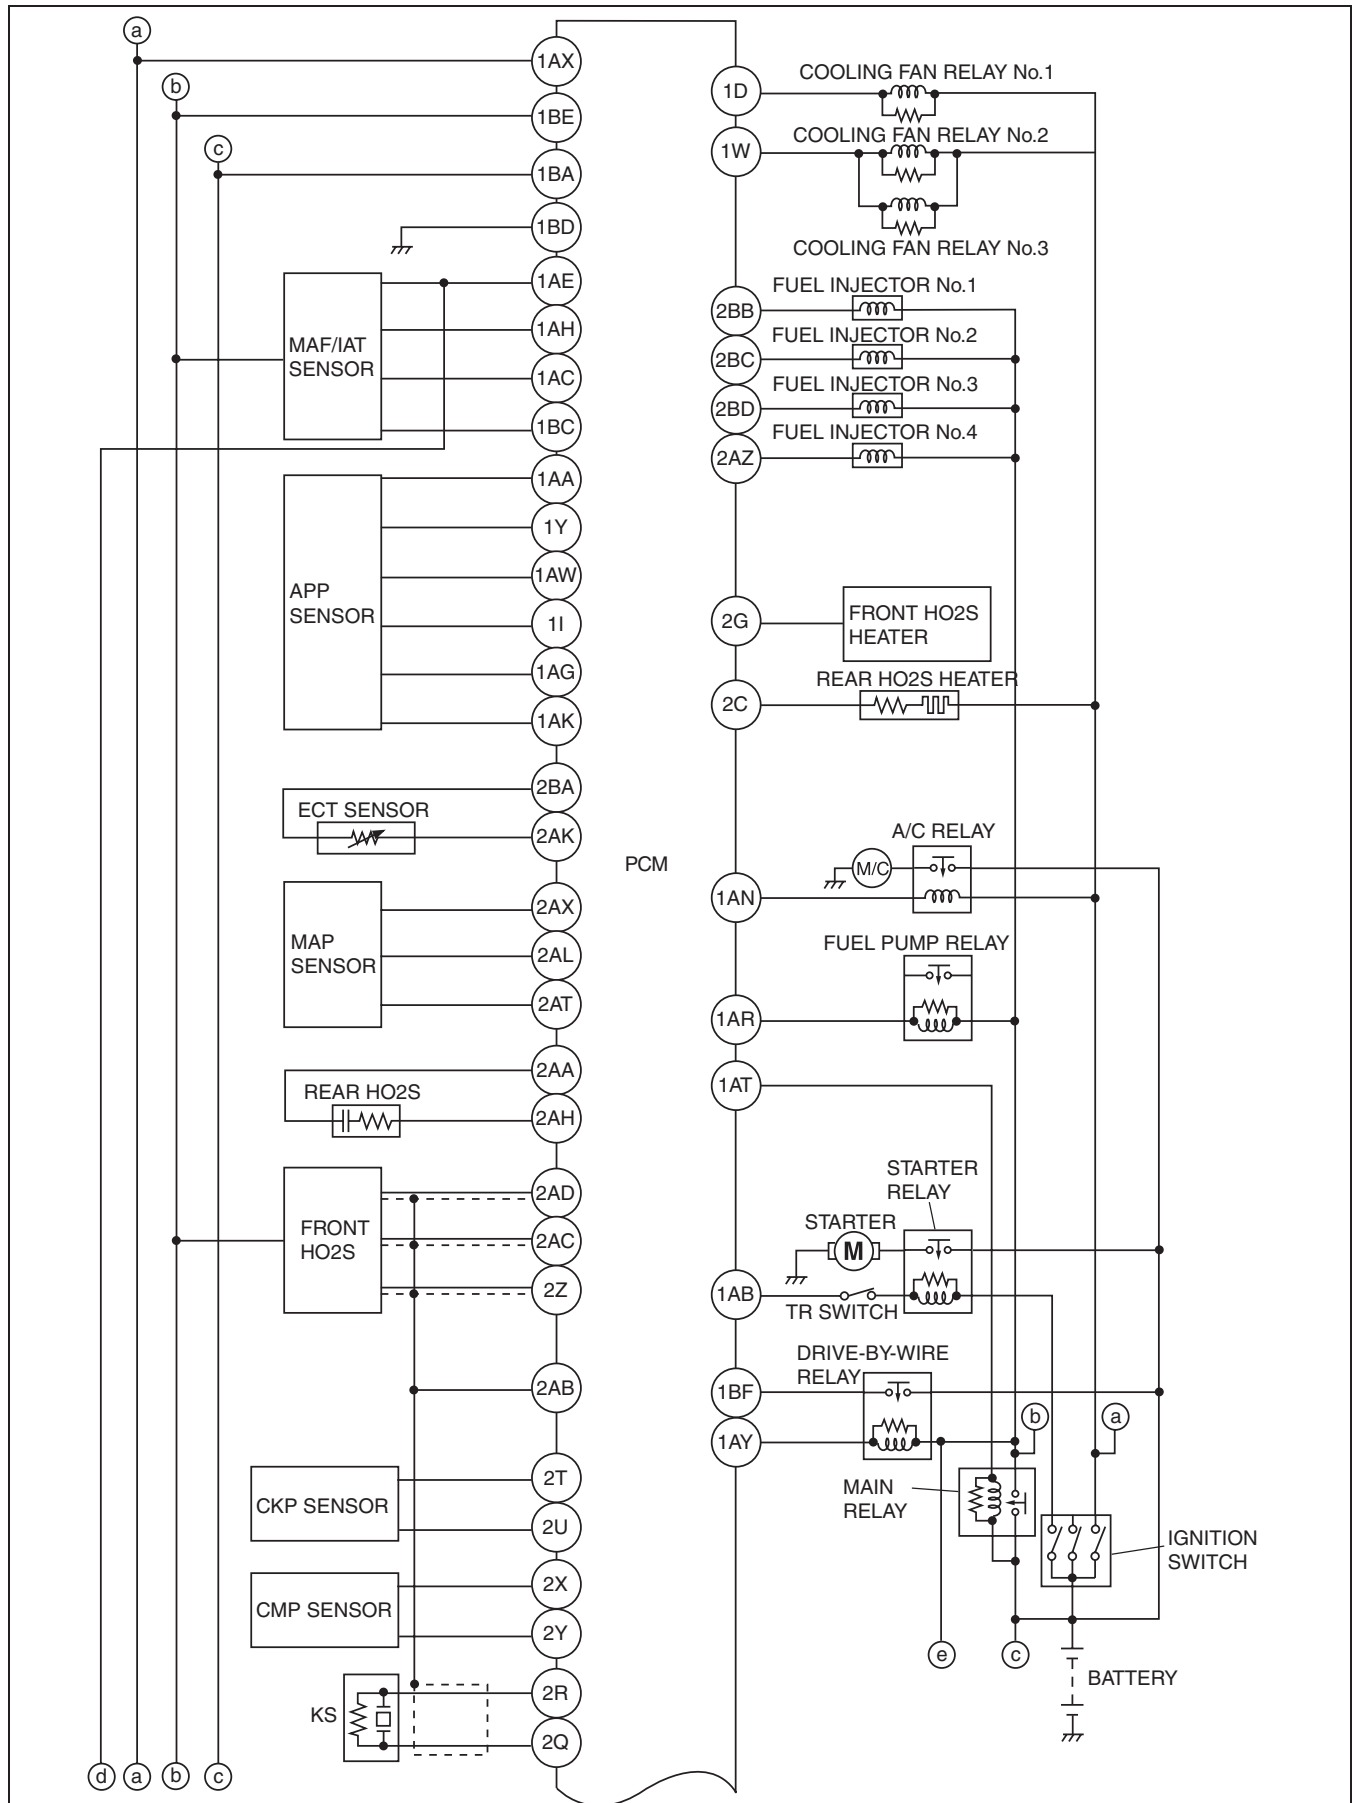 a
1AX
b
1BE
c
1BA
1BD
1AE
1AH
MAF/IAT
SENSOR
1AC
1BC
1AA
1Y
1AW
APP
SENSOR
1I
1AG
1AK
2BA
ECT SENSOR
2AK
2AX
MAP
SENSOR
2AL
2AT
2AA
REAR HO2S
2AH
2AD
FRONT
HO2S
2AC
2Z
2AB
2T
CKP SENSOR
2U
2X
CMP SENSOR
2Y
2R
KS
2Q
d
a
b
c
PCM
COOLING FAN RELAY No.1
1D
COOLING FAN RELAY No.2
1W
COOLING FAN RELAY No.3
FUEL INJECTOR No.1
2BB
FUEL INJECTOR No.2
2BC
FUEL INJECTOR No.3
2BD
FUEL INJECTOR No.4
2AZ
2G
FRONT HO2S
HEATER
REAR HO2S HEATER
2C
A/C RELAY
M/C
1AN
FUEL PUMP RELAY
1AR
1AT
STARTER
RELAY
STARTER
M
1AB
TR SWITCH
DRIVE-BY-WIRE
RELAY
1BF
b
a
1AY
MAIN
RELAY
IGNITION
SWITCH
e
c
BATTERY